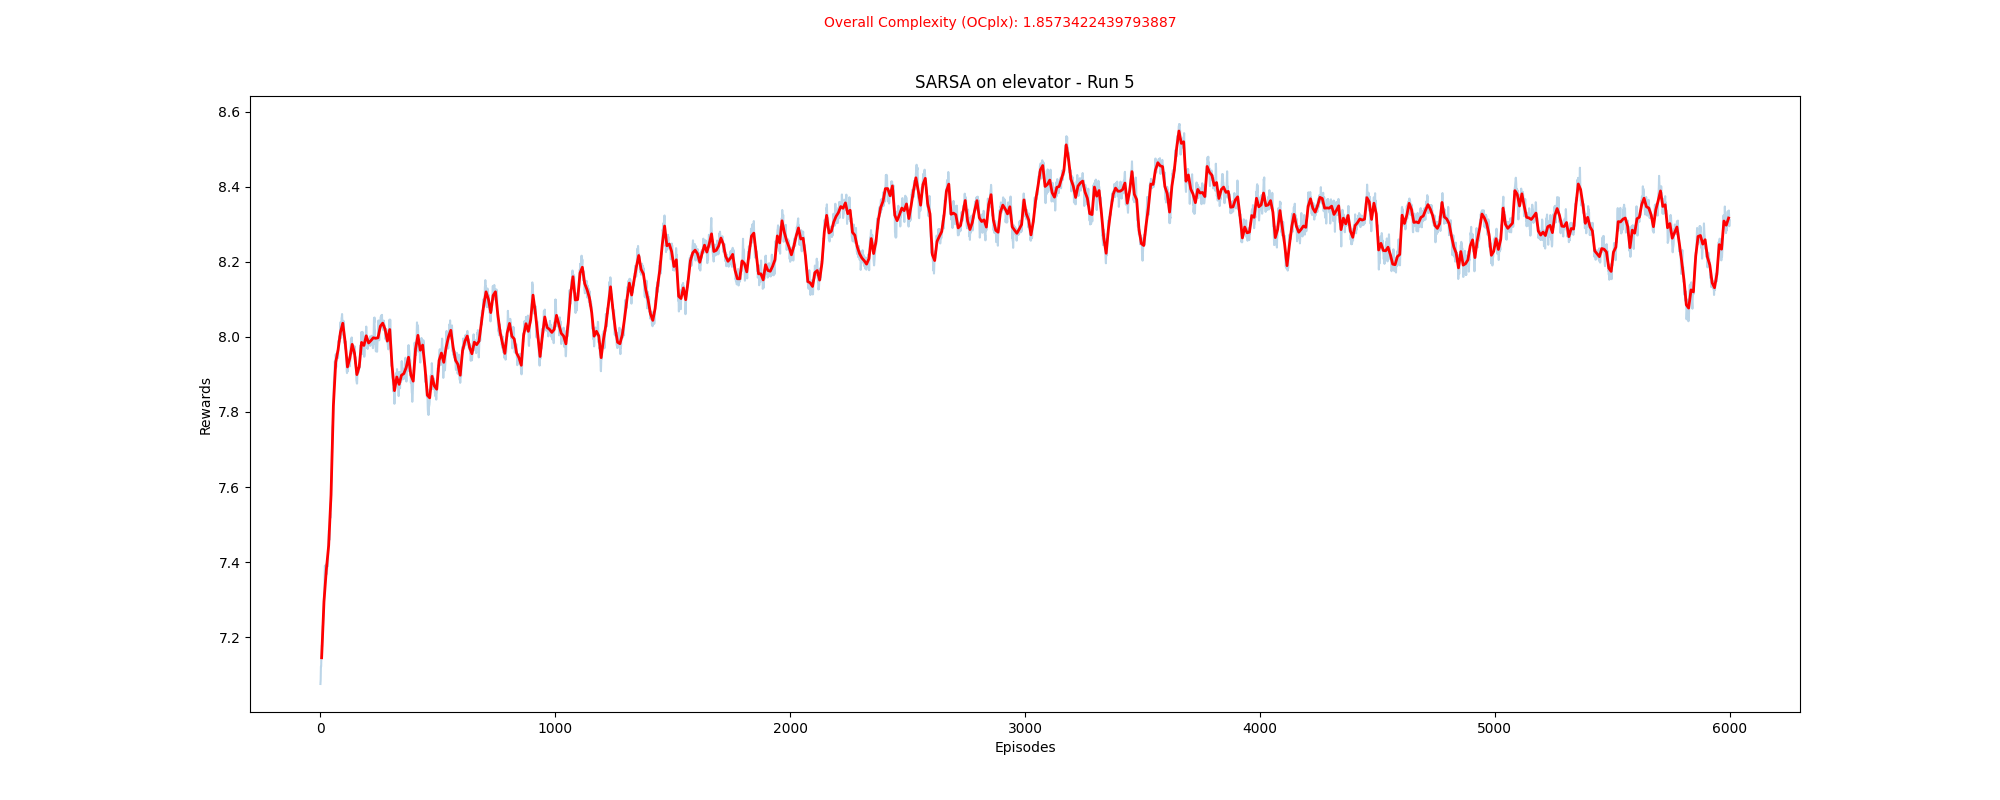 Overall Complexity (OCplx): 1.8573422439793887
SARSA on elevator - Run 5
8.6
8.4
8.2
8.0
7.8
7.6
7.4
7.2
Rewards
0 1000 2000 3000 4000 5000 6000
Episodes